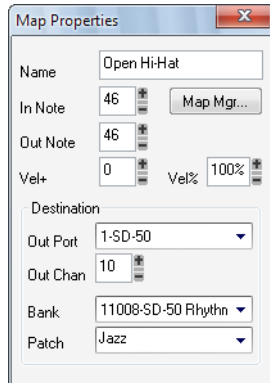 Map Properties
Name Open Hi-Hat
In Note 46 Map Mgr...
Out Note 46
Vel+ 0 Vel% 100%
Destination
Out Port 1-SD-50
Out Chan 10
Bank 11008-SD-50 Rhythn
Patch Jazz